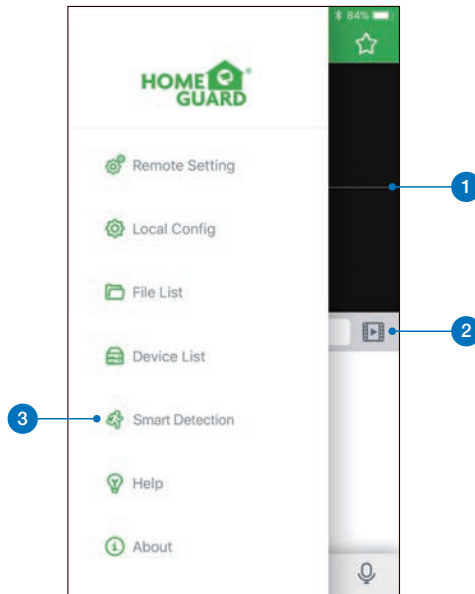 84%
HOME
GUARD®
Remote Setting
1
Local Config
File List
2
Device List
3
Smart Detection
Help
About